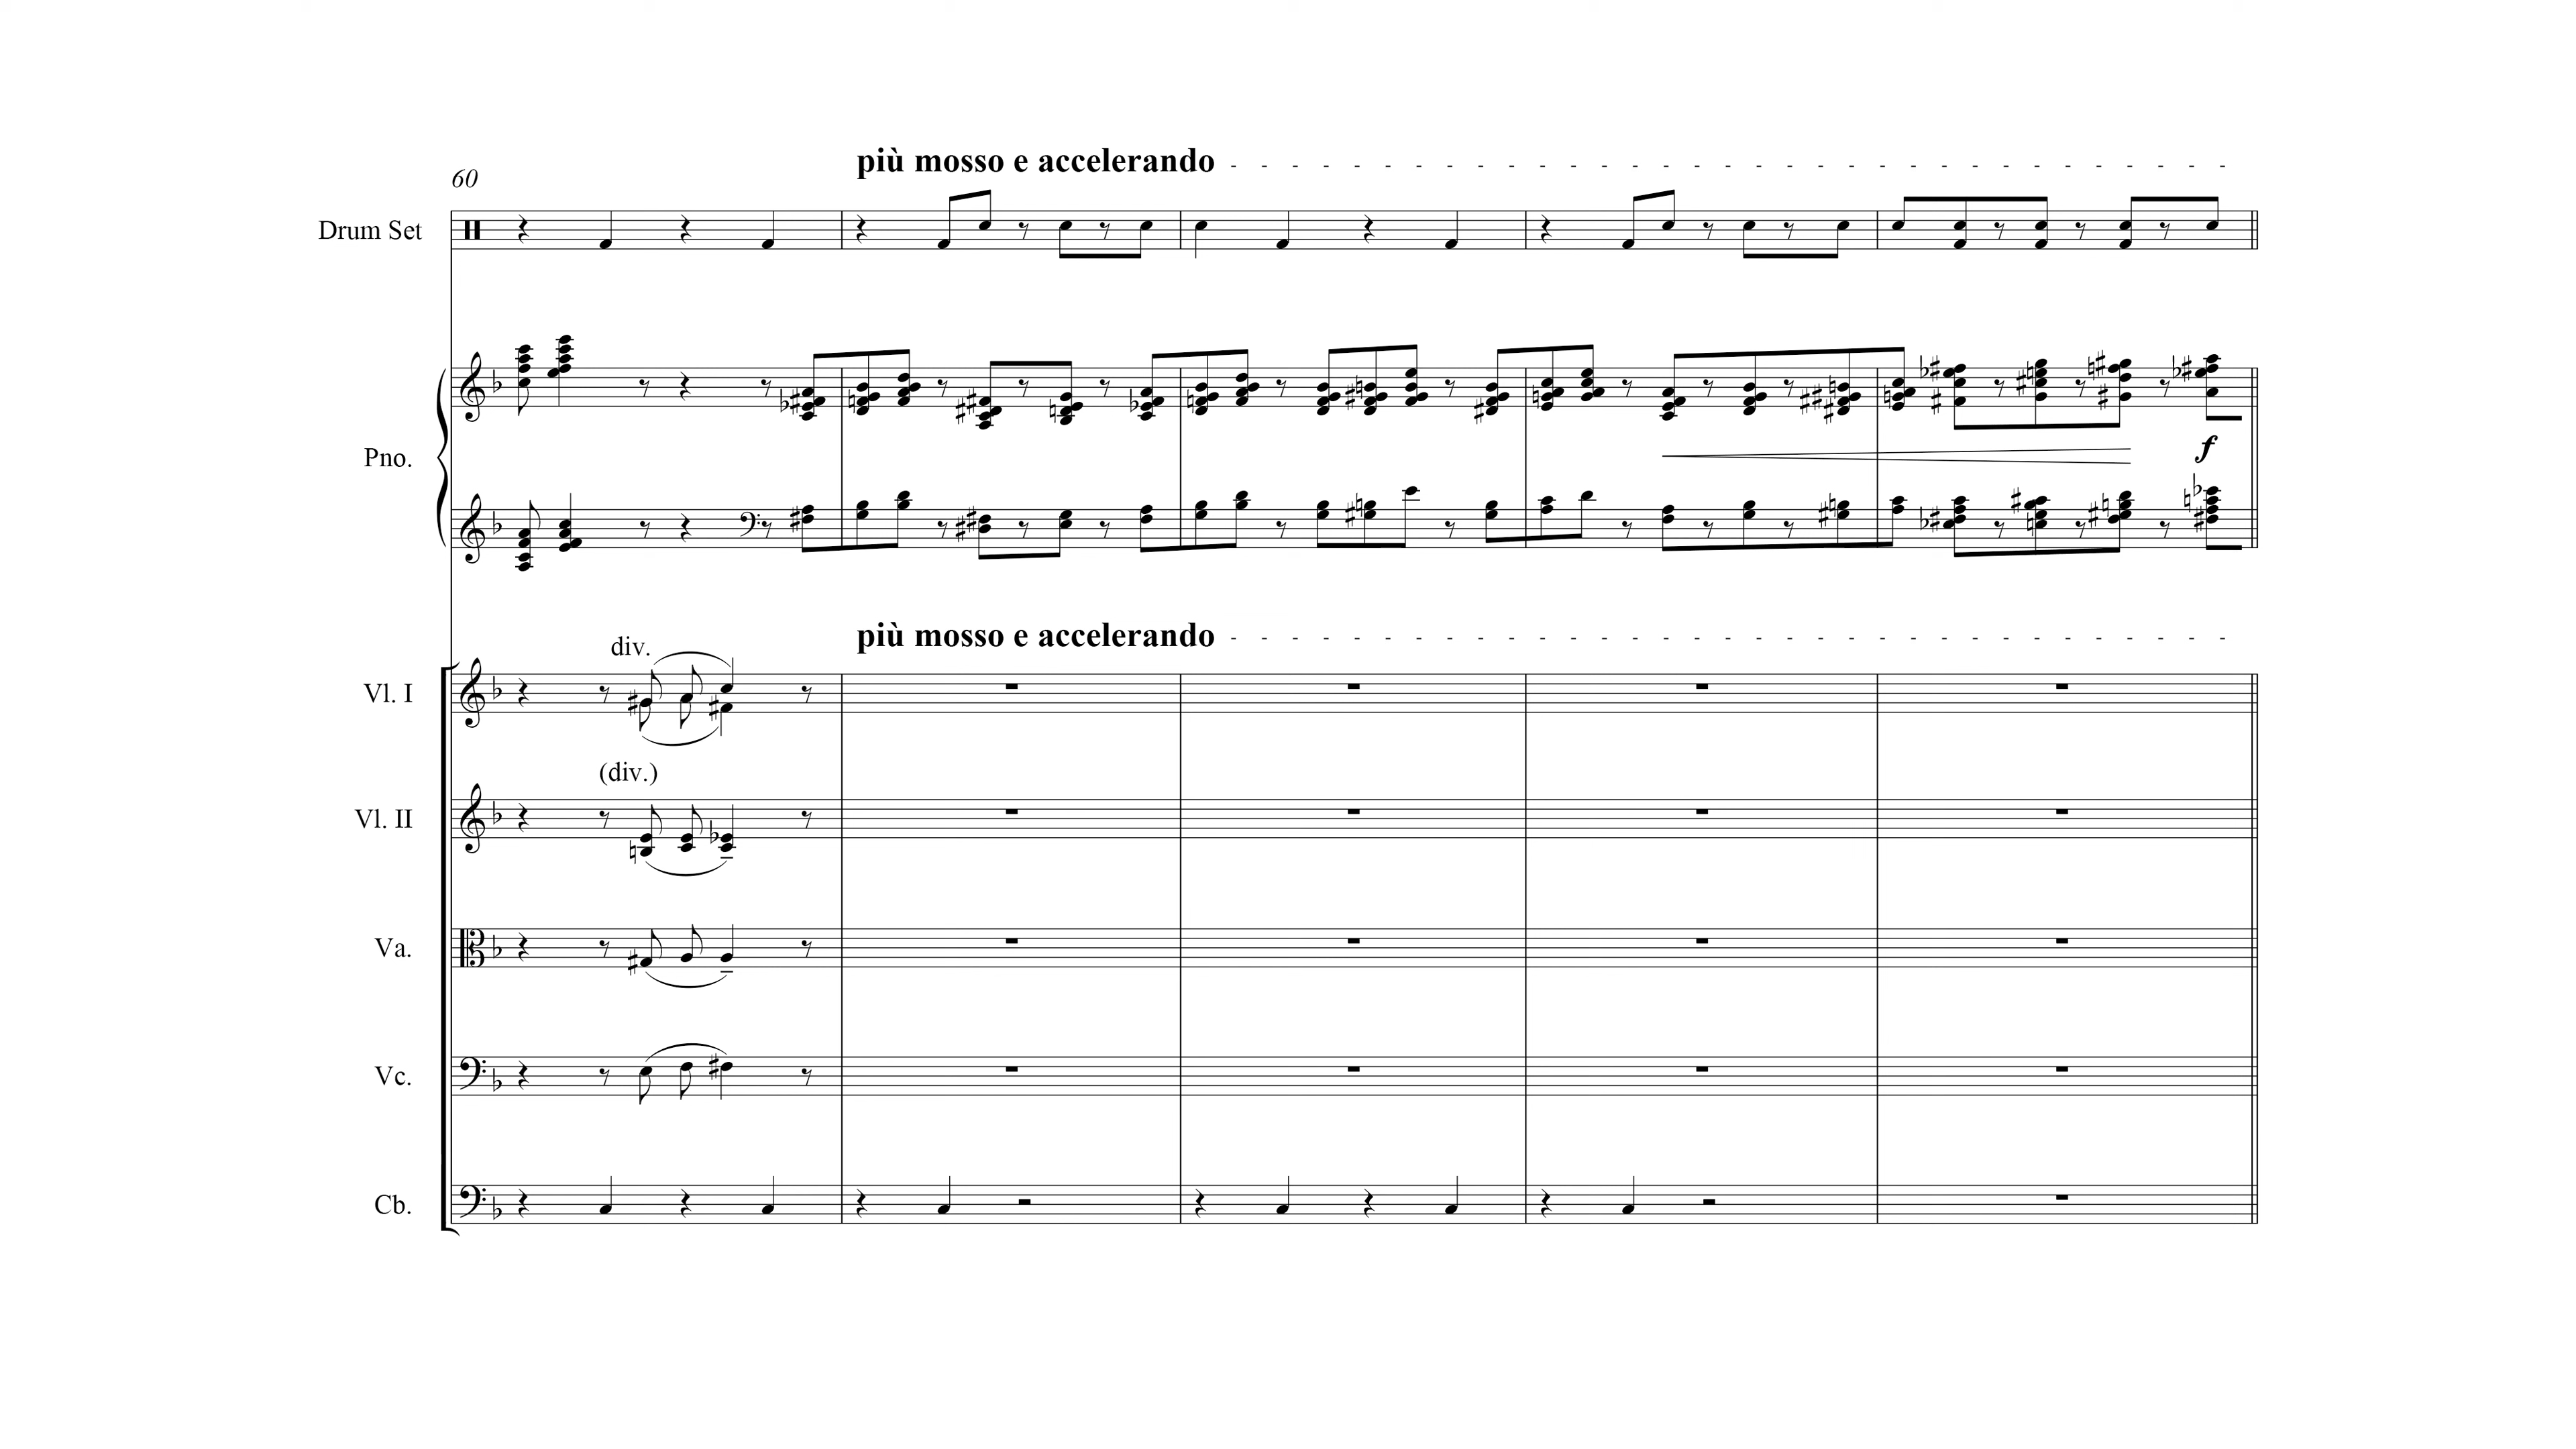 più mosso e accelerando
60
Drum Set
Pno.
f
più mosso e accelerando
div.
Vl. I
(div.)
Vl. II
Va.
Vc.
Cb.